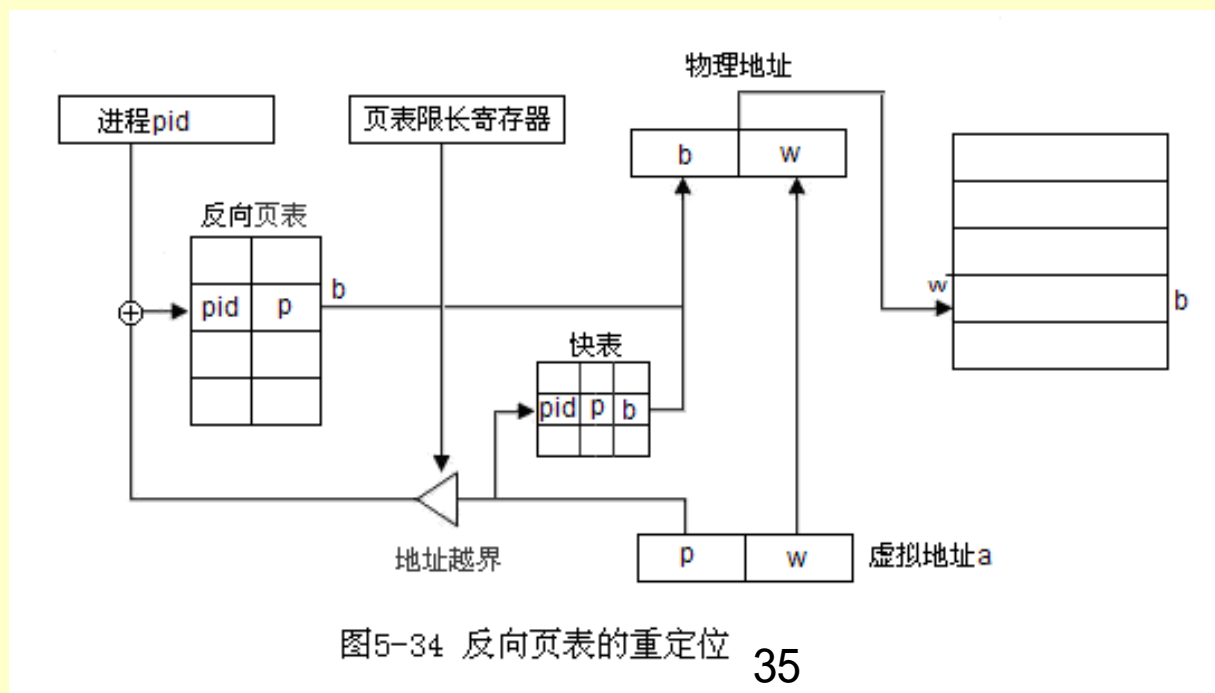 物理地址
进程pid
页表限长寄存器
b w
反向页表
pid p
b
w
b
快表
pid p b
地址越界
p w
虚拟地址a
图5-34 反向页表的重定位
35